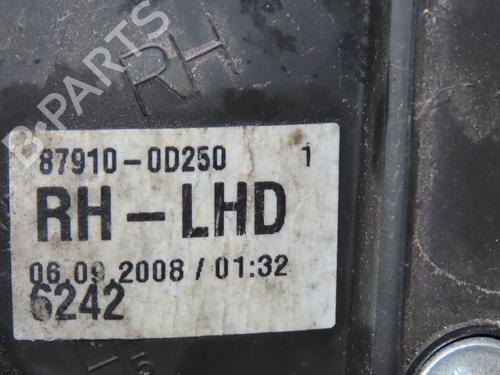 B-PARTS
RH
87910-0D250 1
RH-LHD
06.09.2008/01:32
6242